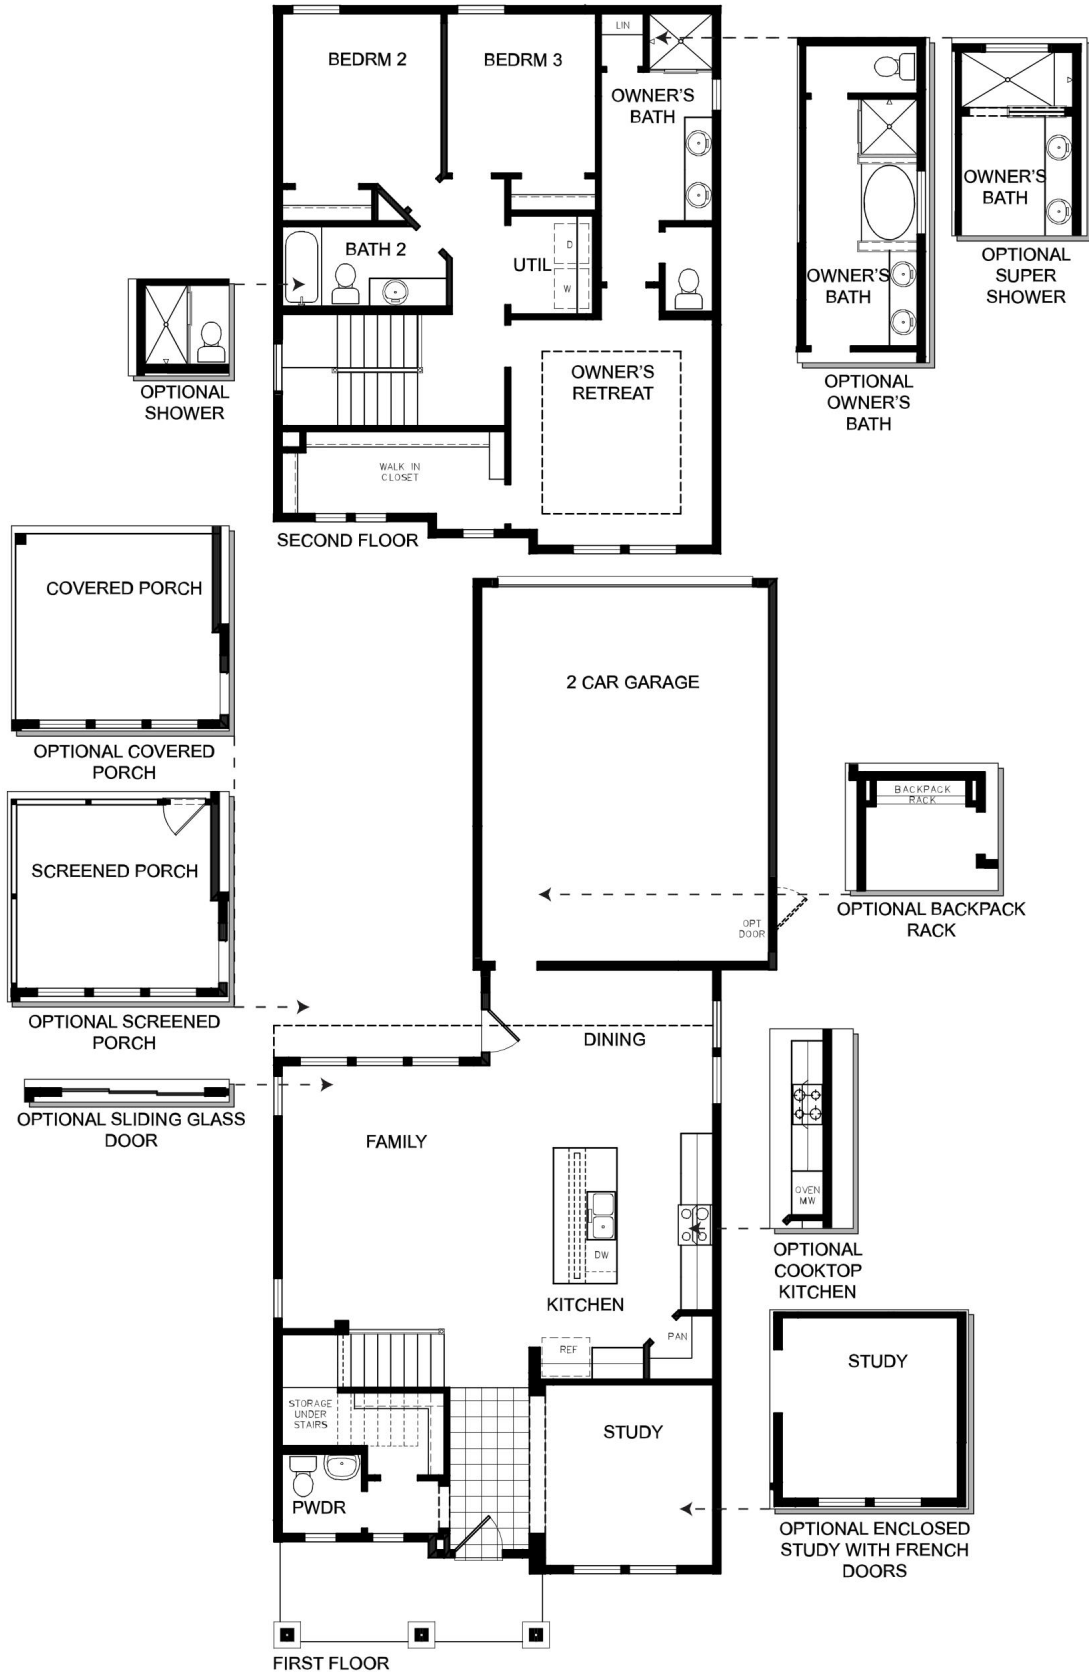 LIN
BEDRM 2
BEDRM 3
OWNER'S
BATH
OWNER'S
BATH
OPTIONAL
SUPER
SHOWER
BATH 2
UTIL
D
W
OWNER'S
BATH
OPTIONAL
OWNER'S
BATH
OPTIONAL
SHOWER
OWNER'S
RETREAT
WALK IN
CLOSET
SECOND FLOOR
COVERED PORCH
OPTIONAL COVERED
PORCH
2 CAR GARAGE
BACKPACK
RACK
OPTIONAL BACKPACK
RACK
OPT
DOOR
SCREENED PORCH
OPTIONAL SCREENED
PORCH
DINING
OPTIONAL SLIDING GLASS
DOOR
FAMILY
OVEN
MW
OPTIONAL
COOKTOP
KITCHEN
DW
KITCHEN
REF
PAN
STORAGE
UNDER
STAIRS
STUDY
STUDY
OPTIONAL ENCLOSED
STUDY WITH FRENCH
DOORS
PWDR
FIRST FLOOR